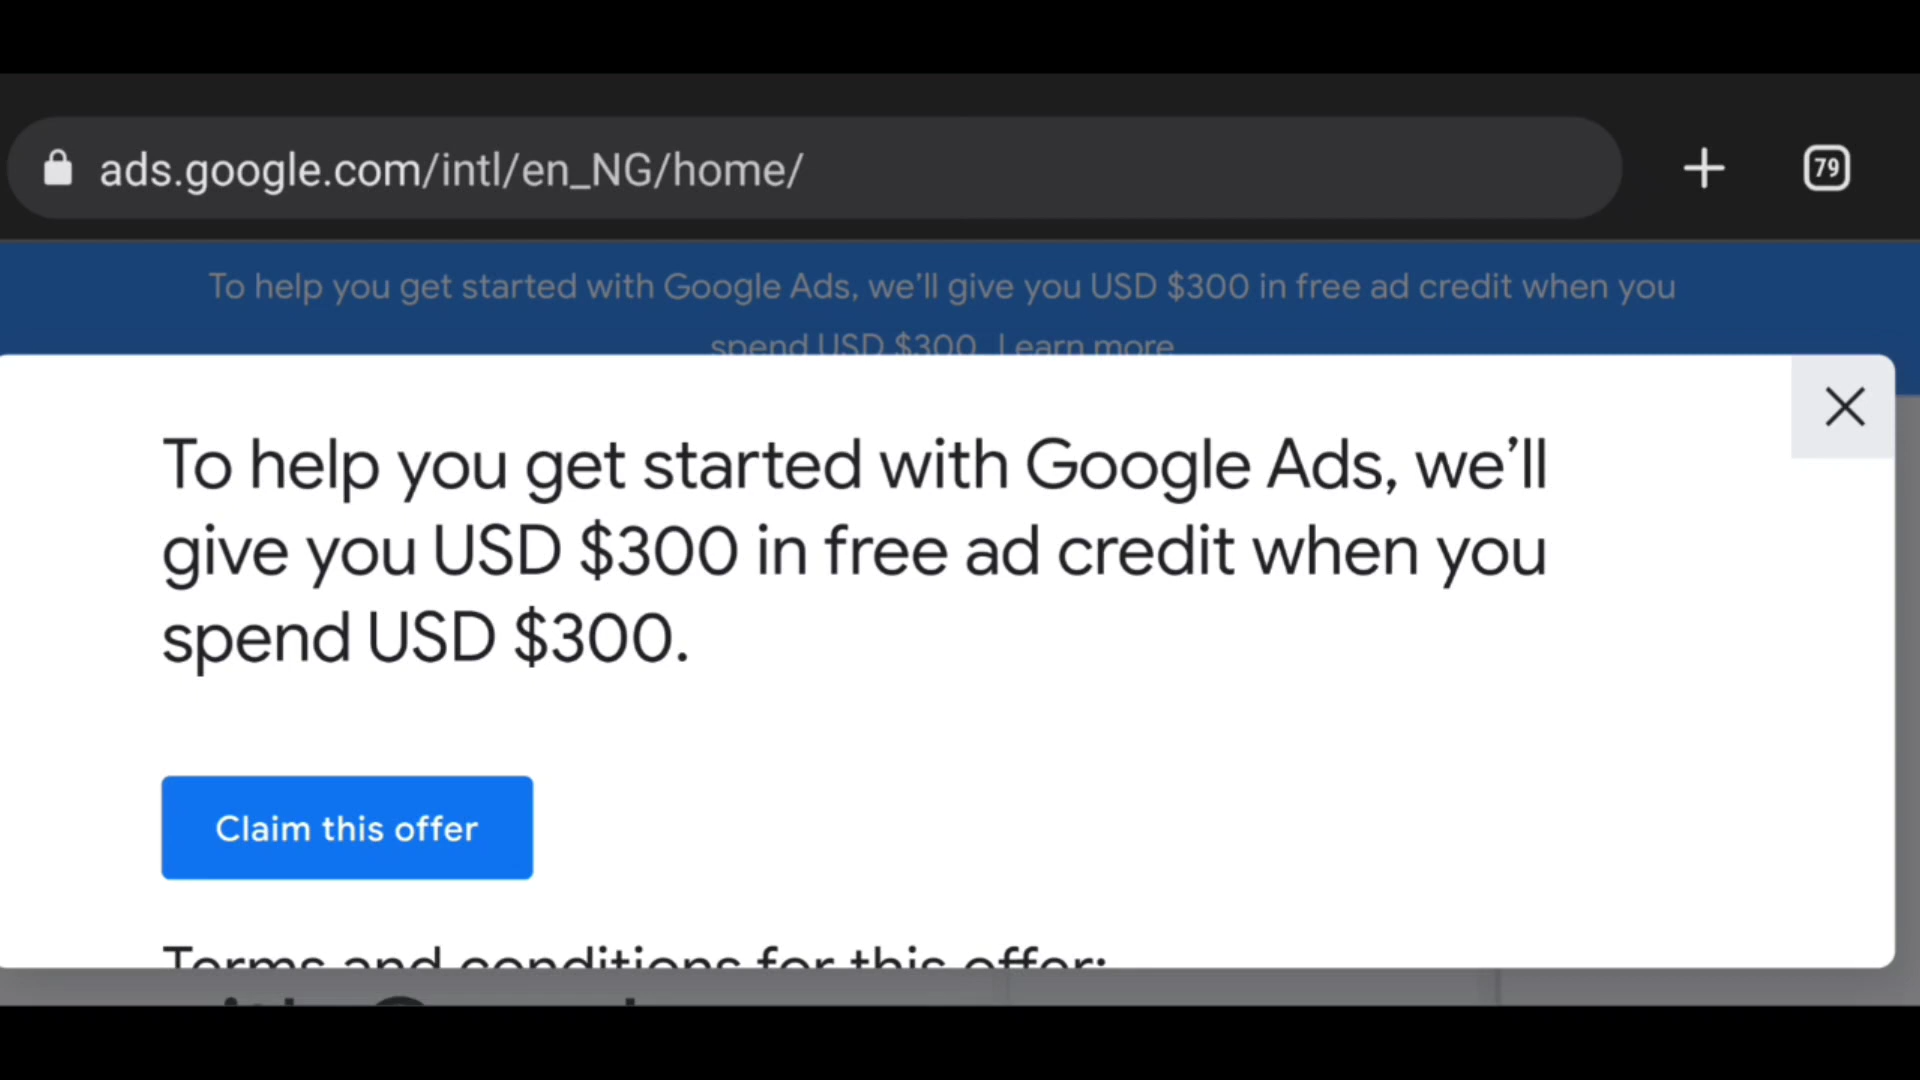 ads.google.com/intl/en_NG/home/
79
To help you get started with Google Ads, we'll give you USD $300 in free ad credit when you
spend USD $300. Learn more
To help you get started with Google Ads, we'll
give you USD $300 in free ad credit when you
spend USD $300.
Claim this offer
Terms and conditions for this offer: